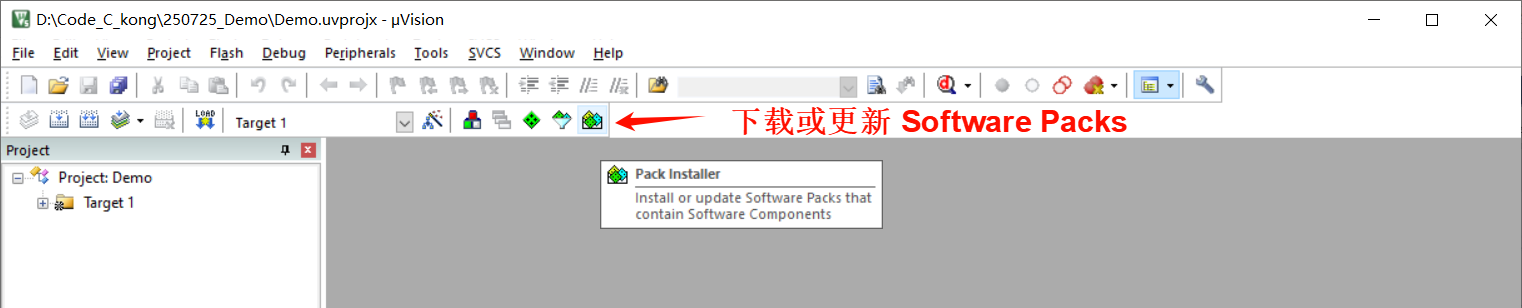 D:\Code_C_kong\250725_Demo\Demo.uvprojx - µVision
File Edit View Project Flash Debug Peripherals Tools SVCS Window Help
LOAD
Target 1
下载或更新 Software Packs
Project
Project: Demo
Target 1
Pack Installer
Install or update Software Packs that
contain Software Components